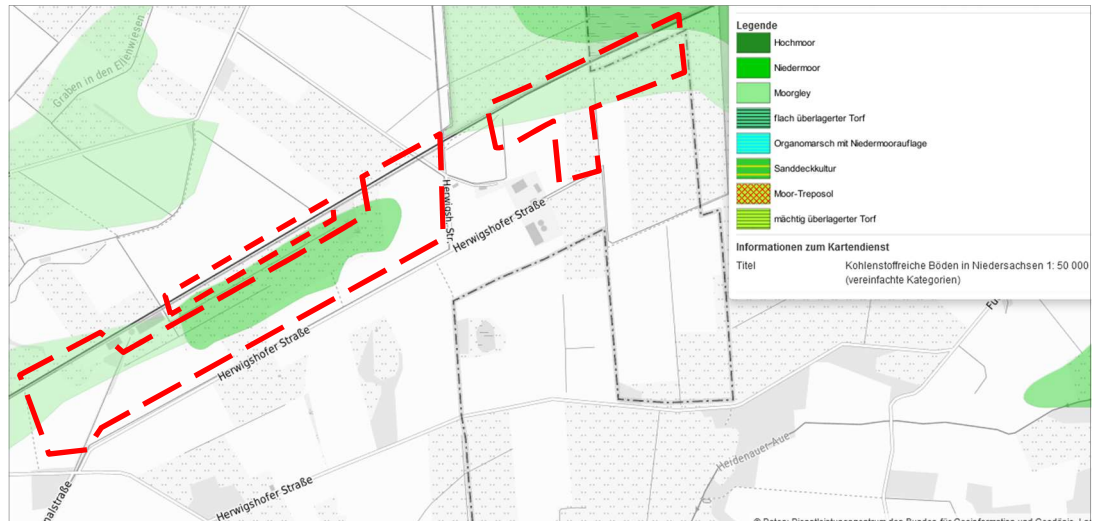 Graben in den Ellenwiesen
Legende
Hochmoor
Niedermoor
Moorgley
flach überlagerter Torf
Organomarsch mit Niedermoorauflage
Sanddeckkultur
Moor-Treposol
mächtig überlagerter Torf
Informationen zum Kartendienst
Titel
Kohlenstoffreiche Böden in Niedersachsen 1: 50 000
(vereinfachte Kategorien)
Herwigsh. Str.
Herwigshofer Straße
Herwigshofer Straße
Herwigshofer Straße
Heidenauer-Aue
malstraße
Fu